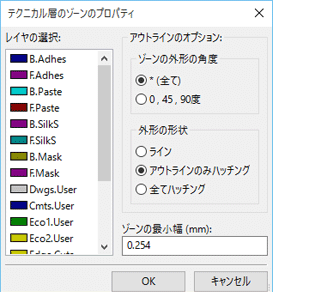 テクニカル層のゾーンのプロパティ
レイヤの選択:
B.Adhes
F.Adhes
B.Paste
F.Paste
B.SilkS
F.SilkS
B.Mask
F.Mask
Dwgs.User
Cmts.User
Eco1.User
Eco2.User
Edge.Cuts
アウトラインのオプション:
ゾーンの外形の角度
* (全て)
0 , 45 , 90度
外形の形状
ライン
アウトラインのみハッチング
全てハッチング
ゾーンの最小幅 (mm):
0.254
OK
キャンセル